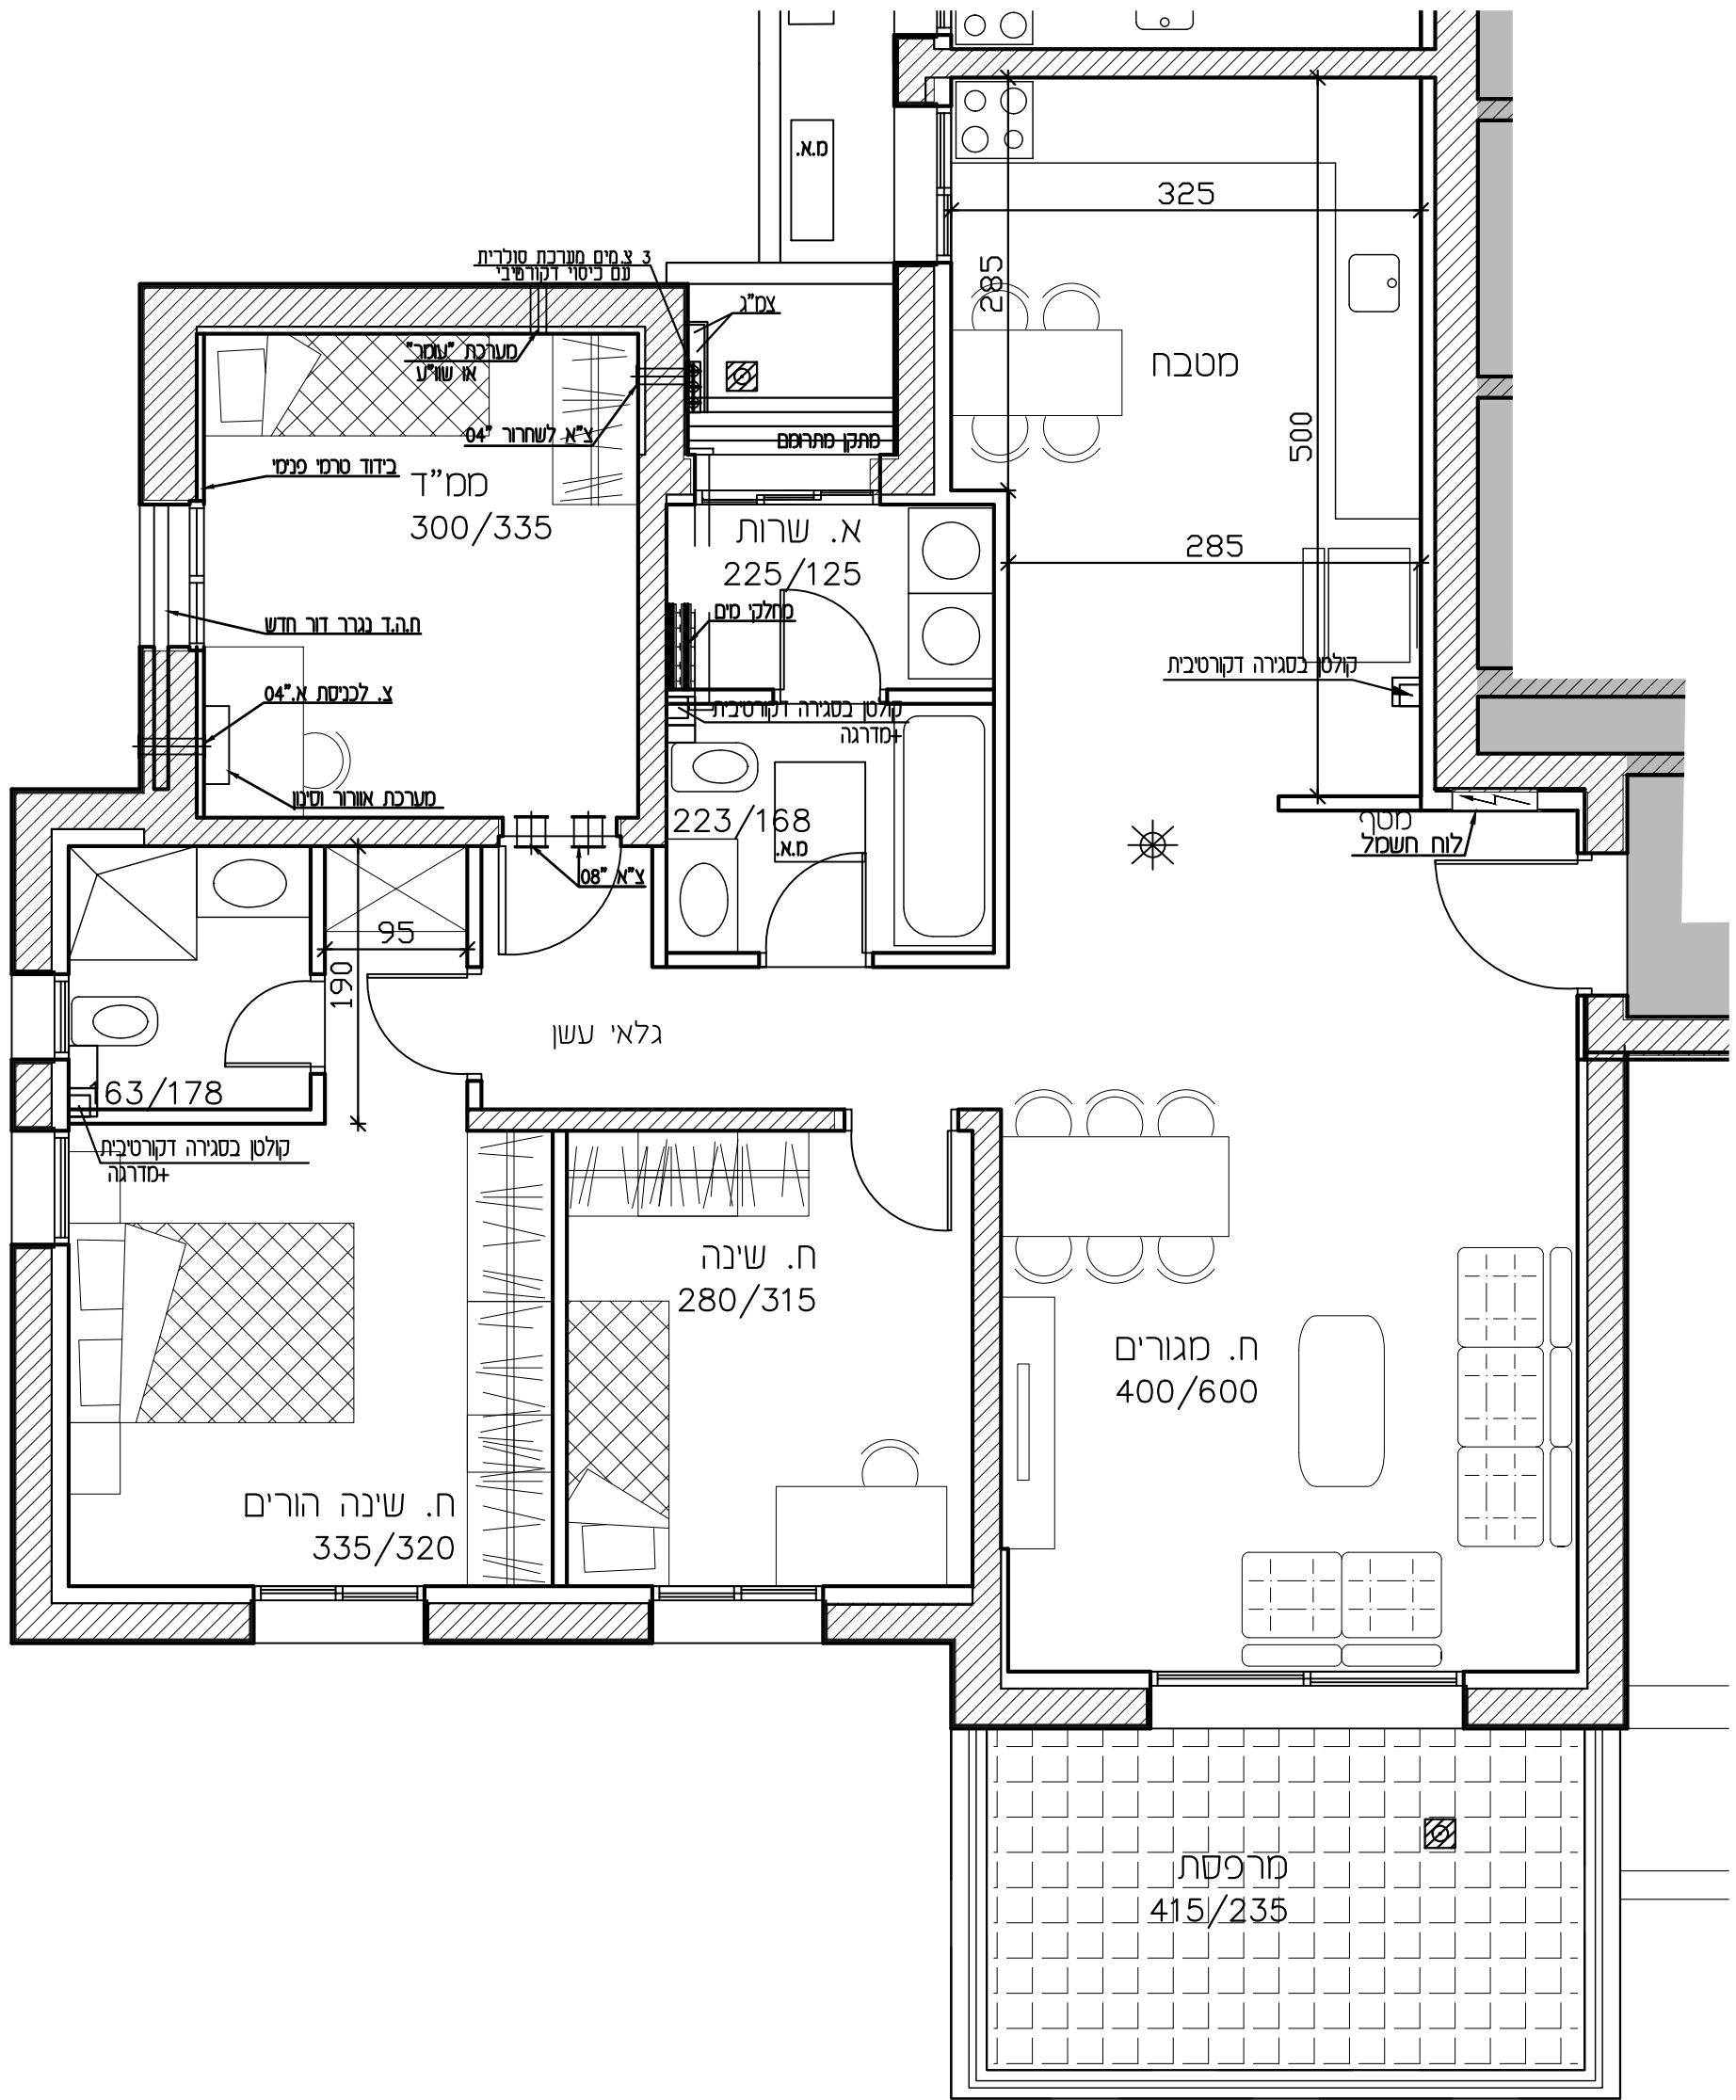 מ.א.
325
3 צ.מים מערכת סולרית
עם כיסוי דקורטיבי
285
צמ"ג
מערכת "עומר"
או שוו"ע
מטבח
500
צ"א לשחרור "04
מתקן מתרומם
בידוד טרמי פנימי
ממ"ד
300/335
א. שרות
225/125
285
מחלקי מים
ח.ה.ד נגרר דור חדש
קולטן בסגירה דקורטיבית
צ. לכניסת א."04
קולטן בסגירה דקורטיבית
+מדרגה
מערכת אוורור וסינון
223/168
מ.א.
מטף
לוח חשמל
צ"א "08
95
190
גלאי עשן
163/178
קולטן בסגירה דקורטיבית
+מדרגה
ח. שינה
280/315
ח. מגורים
400/600
ח. שינה הורים
335/320
מרפסת
415/235